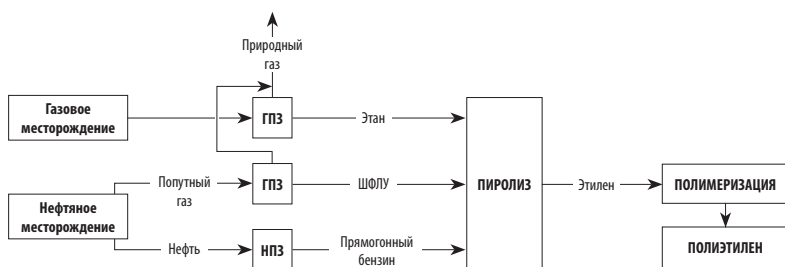 Природный
газ
Газовое
месторождение
ГПЗ
Этан
Попутный
газ
ГПЗ
ШФЛУ
ПИРОЛИЗ
Этилен
ПОЛИМЕРИЗАЦИЯ
Нефтяное
месторождение
Нефть
НПЗ
Прямогонный
бензин
ПОЛИЭТИЛЕН